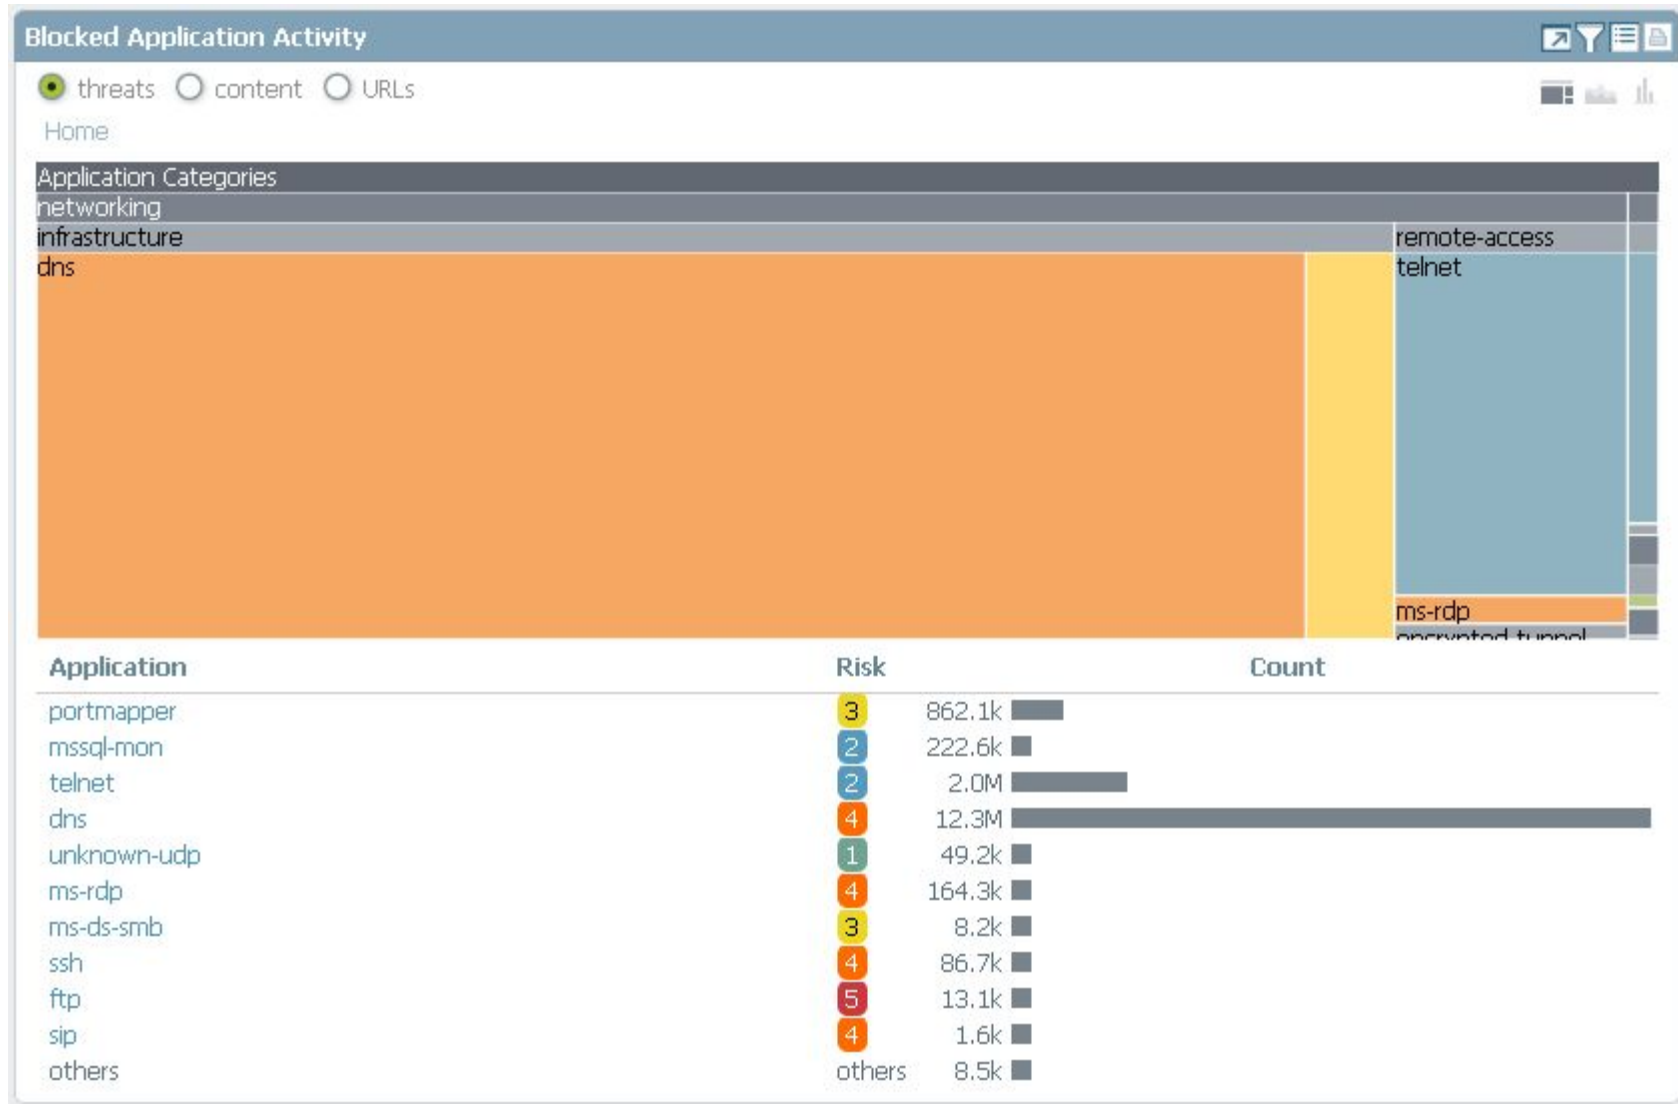 Blocked Application Activity
threats content URLs
Home
Application Categories
networking
infrastructure remote-access
dns telnet
ms-rdp
encrypted-tunnel
Application Risk Count
portmapper 3 862.1k
mssql-mon 2 222.6k
telnet 2 2.0M
dns 4 12.3M
unknown-udp 1 49.2k
ms-rdp 4 164.3k
ms-ds-smb 3 8.2k
ssh 4 86.7k
ftp 5 13.1k
sip 4 1.6k
others others 8.5k